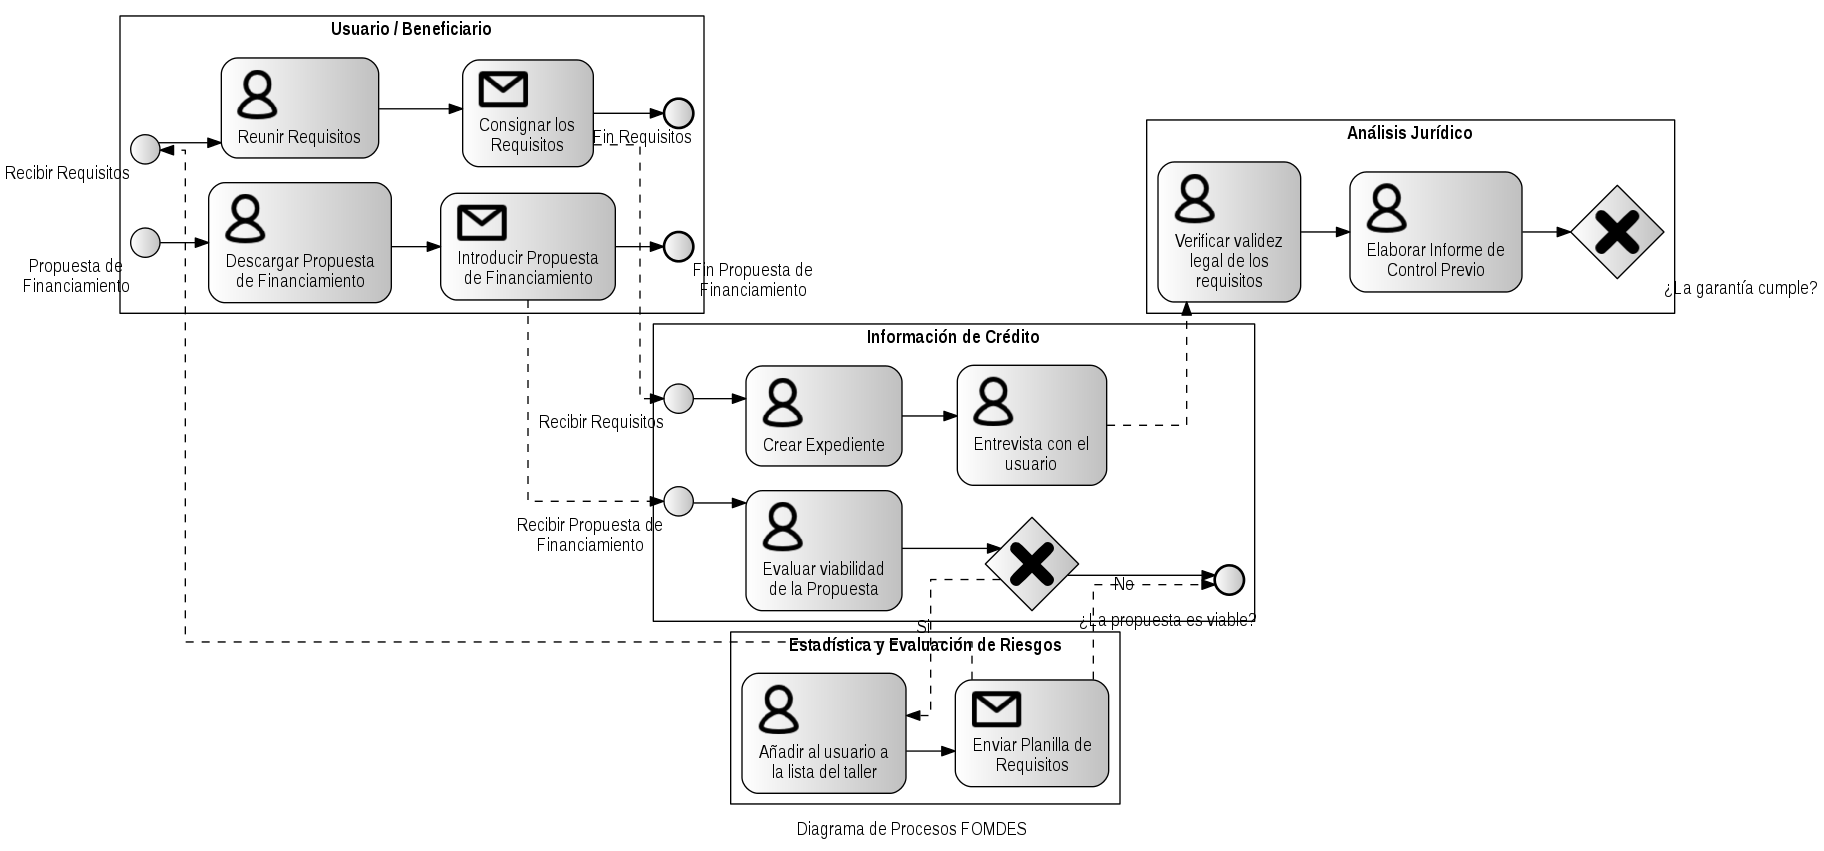 Usuario / Beneficiario
Reunir Requisitos
Consignar los
Requisitos
Fin Requisitos
Recibir Requisitos
Descargar Propuesta
de Financiamiento
Introducir Propuesta
de Financiamiento
Propuesta de
Financiamiento
Fin Propuesta de
Financiamiento
Análisis Jurídico
Verificar validez
legal de los
requisitos
Elaborar Informe de
Control Previo
¿La garantía cumple?
Información de Crédito
Recibir Requisitos
Crear Expediente
Entrevista con el
usuario
Recibir Propuesta de
Financiamiento
Evaluar viabilidad
de la Propuesta
No
¿La propuesta es viable?
Si
Estadística y Evaluación de Riesgos
Añadir al usuario a
la lista del taller
Enviar Planilla de
Requisitos
Diagrama de Procesos FOMDES